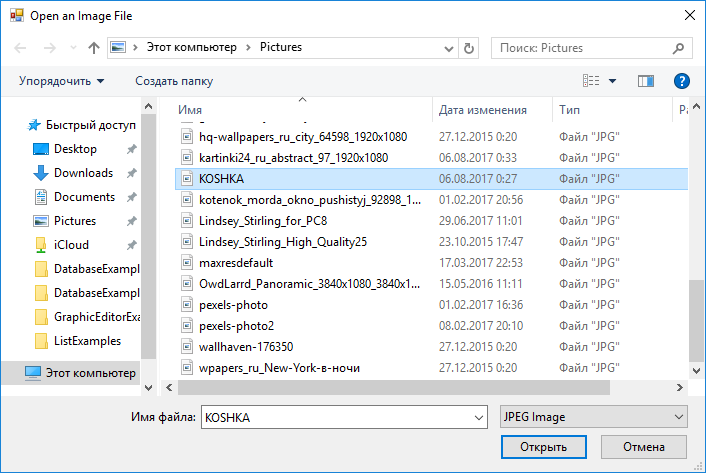 Open an Image File
Этот компьютер Pictures
Поиск: Pictures
Упорядочить Создать папку
Имя Дата изменения Тип Ра
Быстрый доступ
Desktop
Downloads
Documents
Pictures
iCloud
DatabaseExampl
DatabaseExampl
GraphicEditorExa
ListExamples
Этот компьютер
hq-wallpapers_ru_city_64598_1920x1080 27.12.2015 0:20 Файл "JPG"
kartinki24_ru_abstract_97_1920x1080 06.08.2017 0:33 Файл "JPG"
KOSHKA 06.08.2017 0:27 Файл "JPG"
kotenok_morda_okno_pushistyj_92898_1... 01.02.2017 20:56 Файл "JPG"
Lindsey_Stirling_for_PC8 29.06.2017 11:01 Файл "JPG"
Lindsey_Stirling_High_Quality25 23.10.2015 17:47 Файл "JPG"
maxresdefault 17.03.2017 22:53 Файл "JPG"
OwdLarrd_Panoramic_3840x1080_3840x1... 15.05.2016 11:11 Файл "JPG"
pexels-photo 01.02.2017 16:36 Файл "JPG"
pexels-photo2 08.02.2017 20:10 Файл "JPG"
wallhaven-176350 27.12.2015 0:20 Файл "JPG"
wpapers_ru_New-York-в-ночи 27.12.2015 0:20 Файл "JPG"
Имя файла: KOSHKA JPEG Image
Открыть Отмена